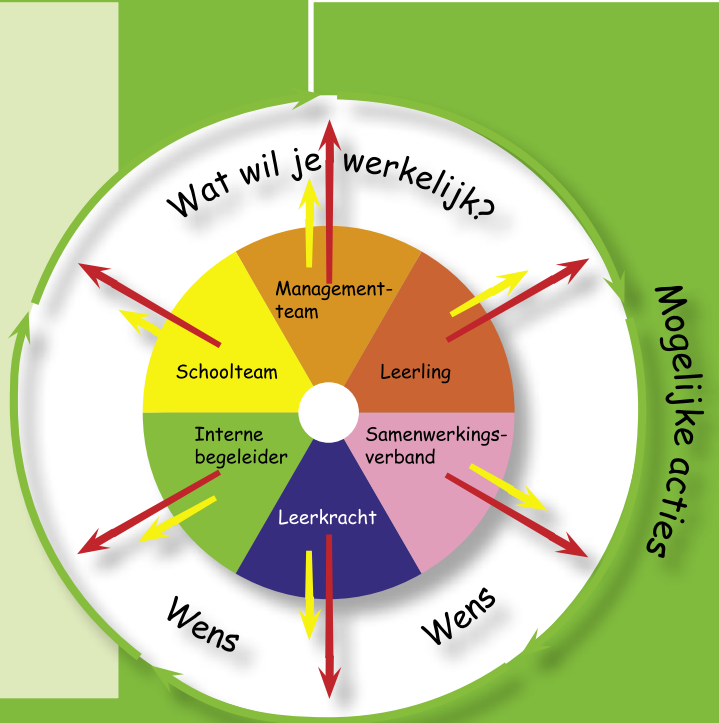 Wat wil je werkelijk?
Management-
team
Schoolteam
Leerling
Interne
begeleider
Samenwerkings-
verband
Leerkracht
Wens
Wens
Mogelijke acties